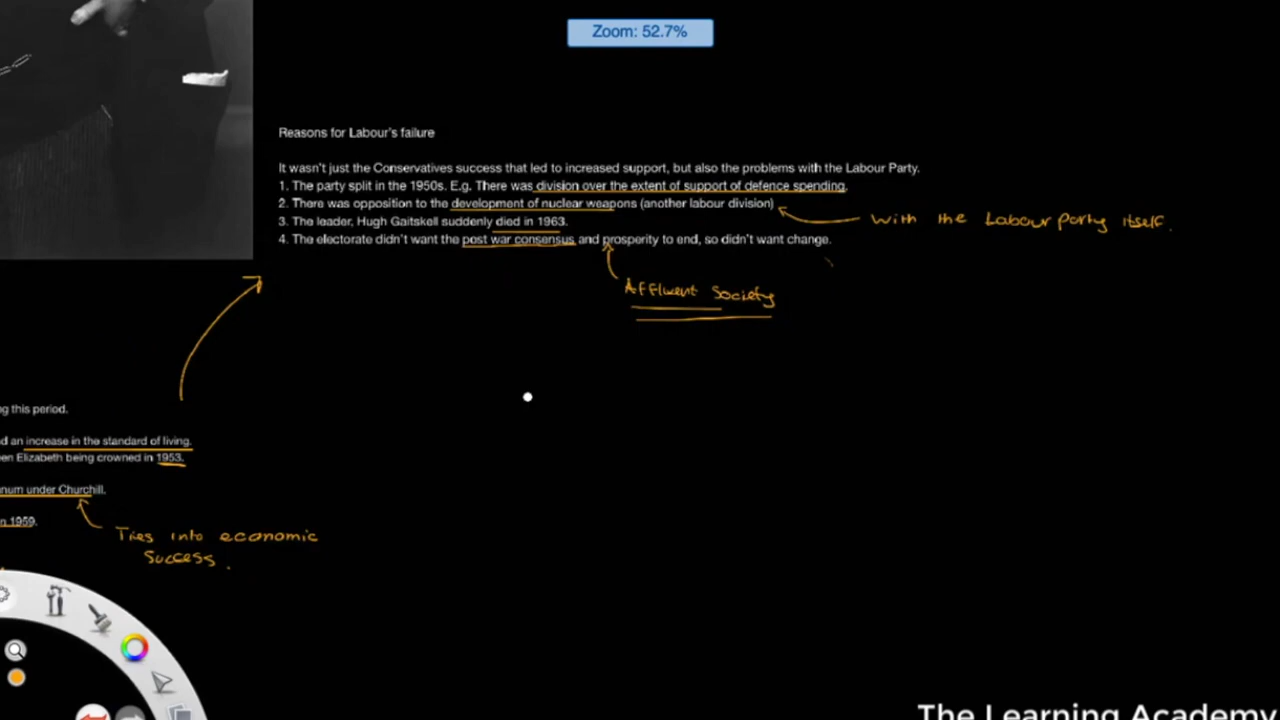 Zoom: 52.7%
Reasons for Labour's failure
It wasn't just the Conservatives success that led to increased support, but also the problems with the Labour Party.
1. The party split in the 1950s. E.g. There was division over the extent of support of defence spending.
2. There was opposition to the development of nuclear weapons (another labour division)
With the Labour Party itself.
3. The leader, Hugh Gaitskell suddenly died in 1963.
4. The electorate didn't want the post war consensus and prosperity to end, so didn't want change.
Affluent Society
ng this period.
d an increase in the standard of living.
en Elizabeth being crowned in 1953.
num under Churchill.
n 1959.
Ties into economic
Success.
The Learning Academy